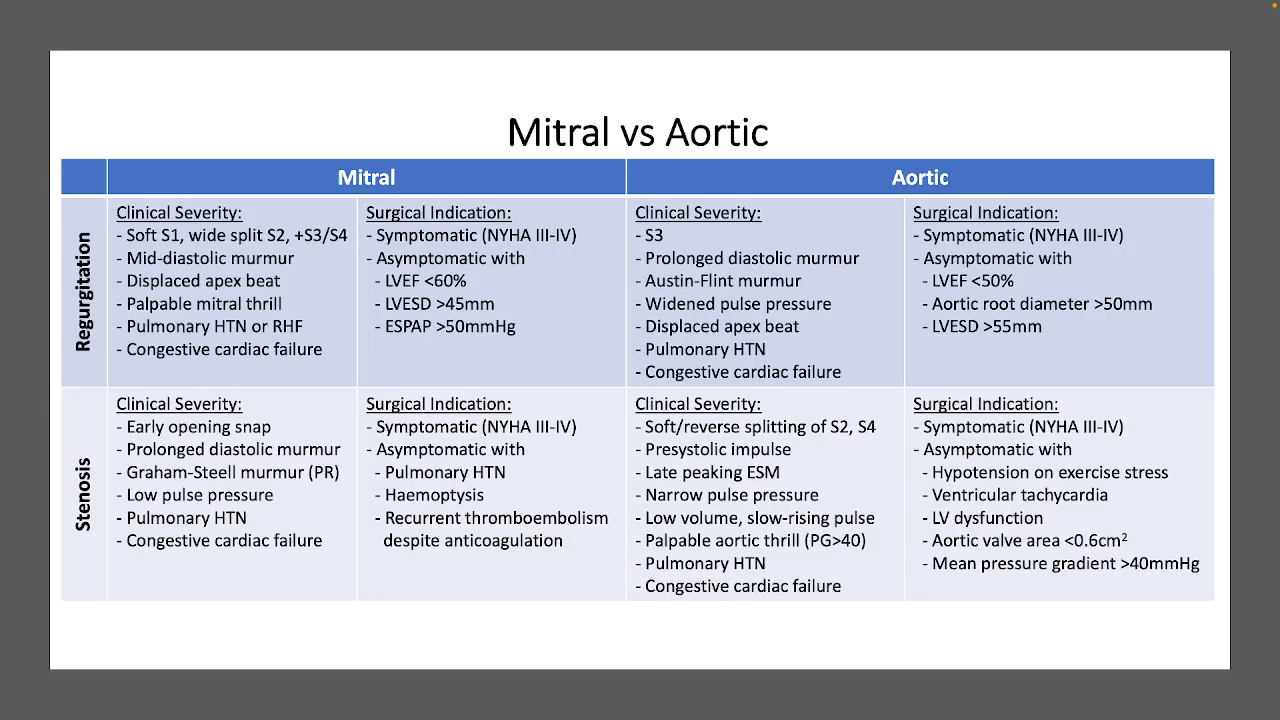 Mitral vs Aortic
Mitral
Aortic
Regurgitation
Clinical Severity:
- Soft S1, wide split S2, +S3/S4
- Mid-diastolic murmur
- Displaced apex beat
- Palpable mitral thrill
- Pulmonary HTN or RHF
- Congestive cardiac failure
Surgical Indication:
- Symptomatic (NYHA III-IV)
- Asymptomatic with
- LVEF <60%
- LVESD >45mm
- ESPAP >50mmHg
Clinical Severity:
- S3
- Prolonged diastolic murmur
- Austin-Flint murmur
- Widened pulse pressure
- Displaced apex beat
- Pulmonary HTN
- Congestive cardiac failure
Surgical Indication:
- Symptomatic (NYHA III-IV)
- Asymptomatic with
- LVEF <50%
- Aortic root diameter >50mm
- LVESD >55mm
Stenosis
Clinical Severity:
- Early opening snap
- Prolonged diastolic murmur
- Graham-Steell murmur (PR)
- Low pulse pressure
- Pulmonary HTN
- Congestive cardiac failure
Surgical Indication:
- Symptomatic (NYHA III-IV)
- Asymptomatic with
- Pulmonary HTN
- Haemoptysis
- Recurrent thromboembolism
despite anticoagulation
Clinical Severity:
- Soft/reverse splitting of S2, S4
- Presystolic impulse
- Late peaking ESM
- Narrow pulse pressure
- Low volume, slow-rising pulse
- Palpable aortic thrill (PG>40)
- Pulmonary HTN
- Congestive cardiac failure
Surgical Indication:
- Symptomatic (NYHA III-IV)
- Asymptomatic with
- Hypotension on exercise stress
- Ventricular tachycardia
- LV dysfunction
- Aortic valve area <0.6cm²
- Mean pressure gradient >40mmHg